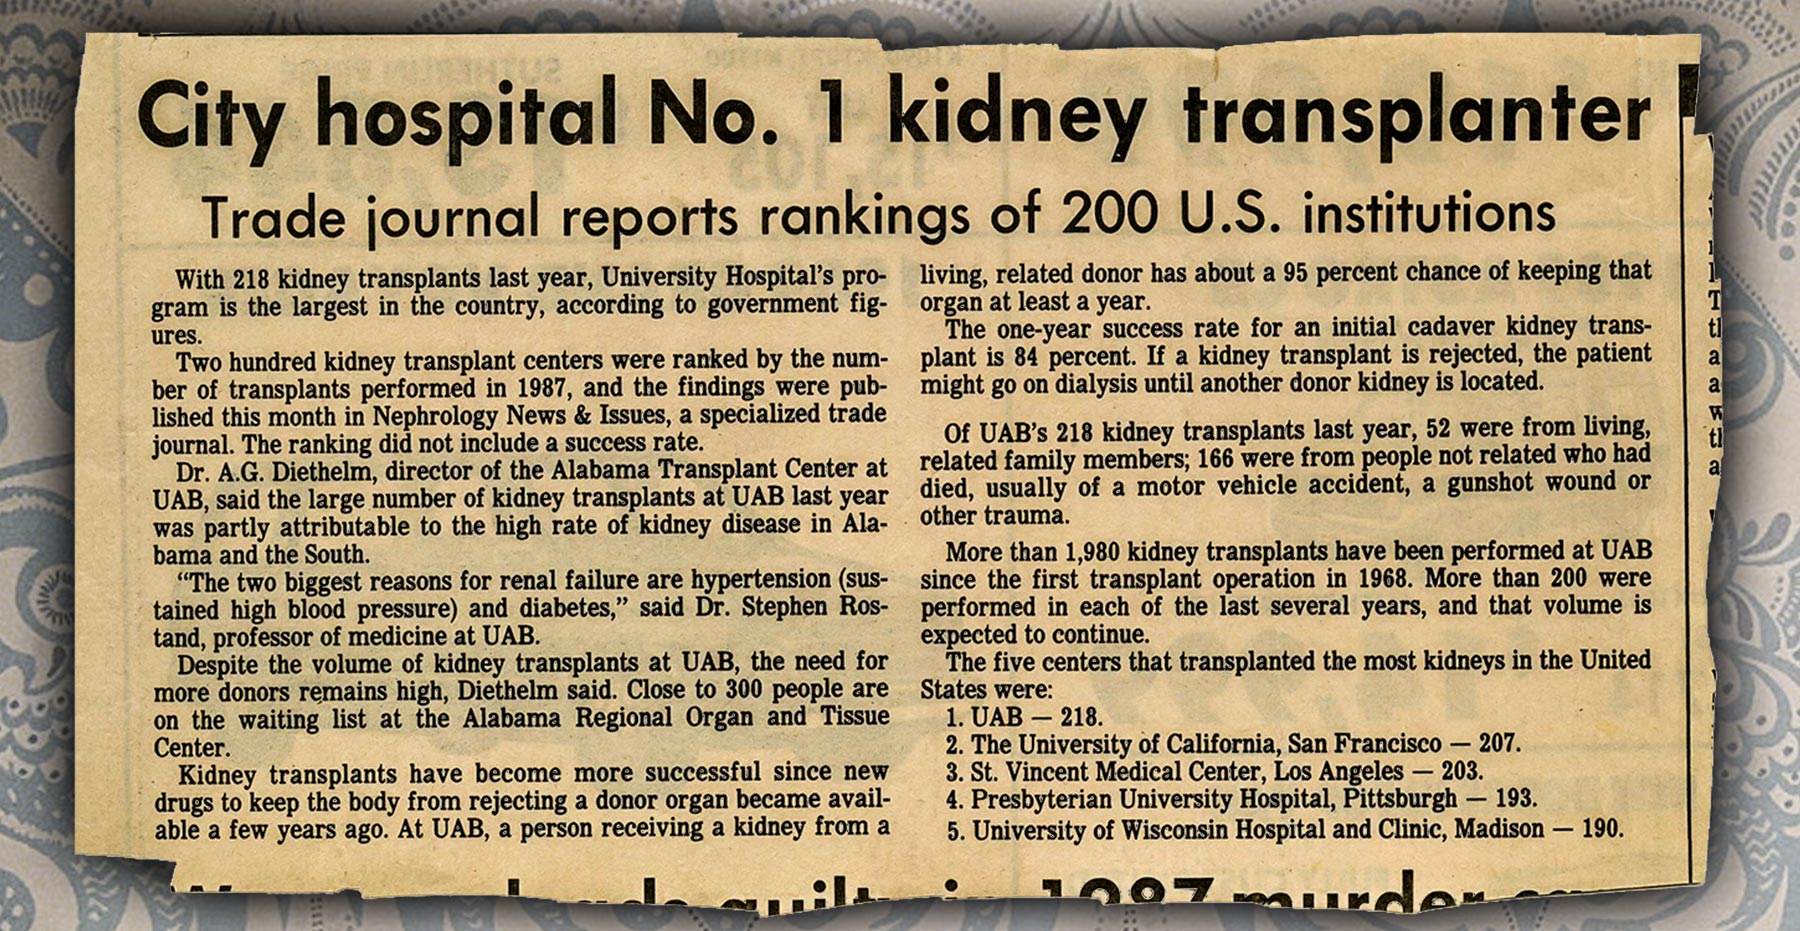 City hospital No. 1 kidney transplanter
Trade journal reports rankings of 200 U.S. institutions
With 218 kidney transplants last year, University Hospital's pro-
gram is the largest in the country, according to government fig-
ures.
Two hundred kidney transplant centers were ranked by the num-
ber of transplants performed in 1987, and the findings were pub-
lished this month in Nephrology News & Issues, a specialized trade
journal. The ranking did not include a success rate.
Dr. A.G. Diethelm, director of the Alabama Transplant Center at
UAB, said the large number of kidney transplants at UAB last year
was partly attributable to the high rate of kidney disease in Ala-
bama and the South.
“The two biggest reasons for renal failure are hypertension (sus-
tained high blood pressure) and diabetes,” said Dr. Stephen Ros-
tand, professor of medicine at UAB.
Despite the volume of kidney transplants at UAB, the need for
more donors remains high, Diethelm said. Close to 300 people are
on the waiting list at the Alabama Regional Organ and Tissue
Center.
Kidney transplants have become more successful since new
drugs to keep the body from rejecting a donor organ became avail-
able a few years ago. At UAB, a person receiving a kidney from a
living, related donor has about a 95 percent chance of keeping that
organ at least a year.
The one-year success rate for an initial cadaver kidney trans-
plant is 84 percent. If a kidney transplant is rejected, the patient
might go on dialysis until another donor kidney is located.
Of UAB's 218 kidney transplants last year, 52 were from living,
related family members; 166 were from people not related who had
died, usually of a motor vehicle accident, a gunshot wound or
other trauma.
More than 1,980 kidney transplants have been performed at UAB
since the first transplant operation in 1968. More than 200 were
performed in each of the last several years, and that volume is
expected to continue.
The five centers that transplanted the most kidneys in the United
States were:
1. UAB — 218.
2. The University of California, San Francisco — 207.
3. St. Vincent Medical Center, Los Angeles — 203.
4. Presbyterian University Hospital, Pittsburgh — 193.
5. University of Wisconsin Hospital and Clinic, Madison — 190.
guilty in 1987 murder